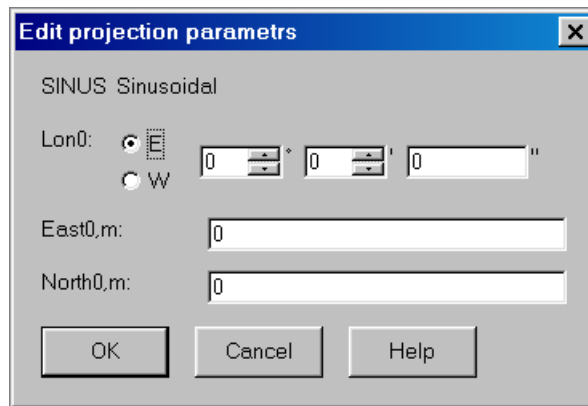 Edit projection parametrs
SINUS Sinusoidal
Lon0: E 0 ° 0 ' 0 "
W
East0,m: 0
North0,m: 0
OK Cancel Help